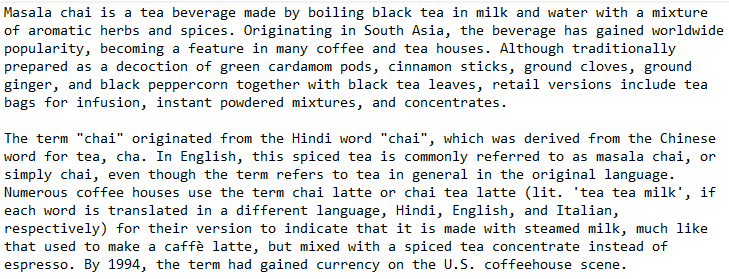 Masala chai is a tea beverage made by boiling black tea in milk and water with a mixture
of aromatic herbs and spices. Originating in South Asia, the beverage has gained worldwide
popularity, becoming a feature in many coffee and tea houses. Although traditionally
prepared as a decoction of green cardamom pods, cinnamon sticks, ground cloves, ground
ginger, and black peppercorn together with black tea leaves, retail versions include tea
bags for infusion, instant powdered mixtures, and concentrates.

The term "chai" originated from the Hindi word "chai", which was derived from the Chinese
word for tea, cha. In English, this spiced tea is commonly referred to as masala chai, or
simply chai, even though the term refers to tea in general in the original language.
Numerous coffee houses use the term chai latte or chai tea latte (lit. 'tea tea milk', if
each word is translated in a different language, Hindi, English, and Italian,
respectively) for their version to indicate that it is made with steamed milk, much like
that used to make a caffè latte, but mixed with a spiced tea concentrate instead of
espresso. By 1994, the term had gained currency on the U.S. coffeehouse scene.